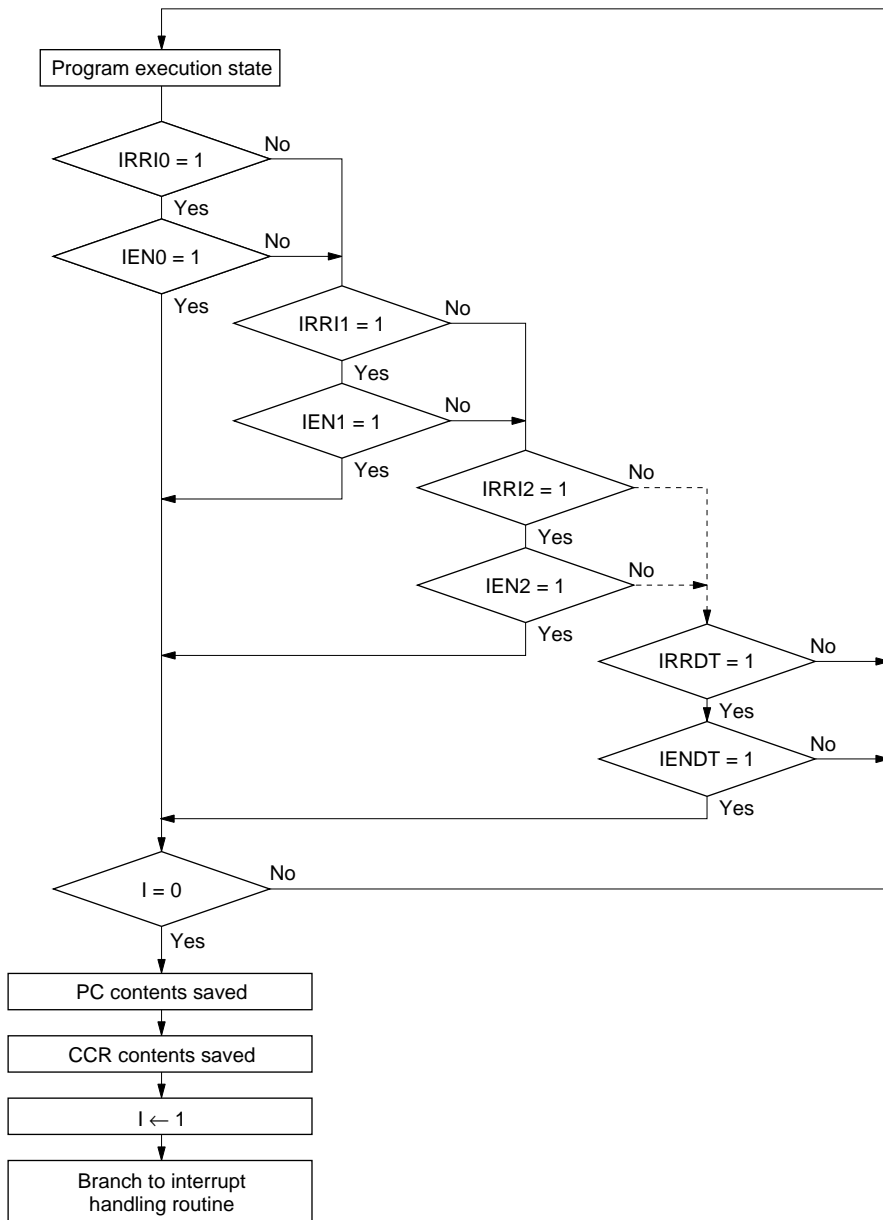 Program execution state
IRRI0 = 1
No
Yes
IEN0 = 1
No
Yes
IRRI1 = 1
No
Yes
IEN1 = 1
No
Yes
IRRI2 = 1
No
Yes
IEN2 = 1
No
Yes
IRRDT = 1
No
Yes
IENDT = 1
No
Yes
I = 0
No
Yes
PC contents saved
CCR contents saved
I ← 1
Branch to interrupt
handling routine